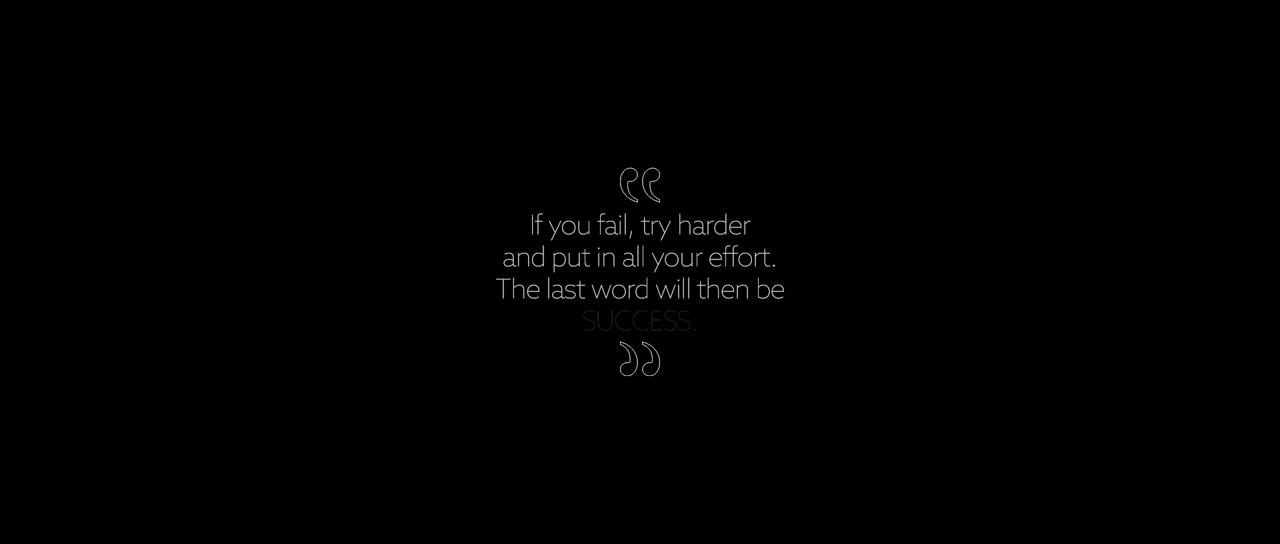 “
If you fail, try harder
and put in all your effort.
The last word will then be
SUCCESS.
”